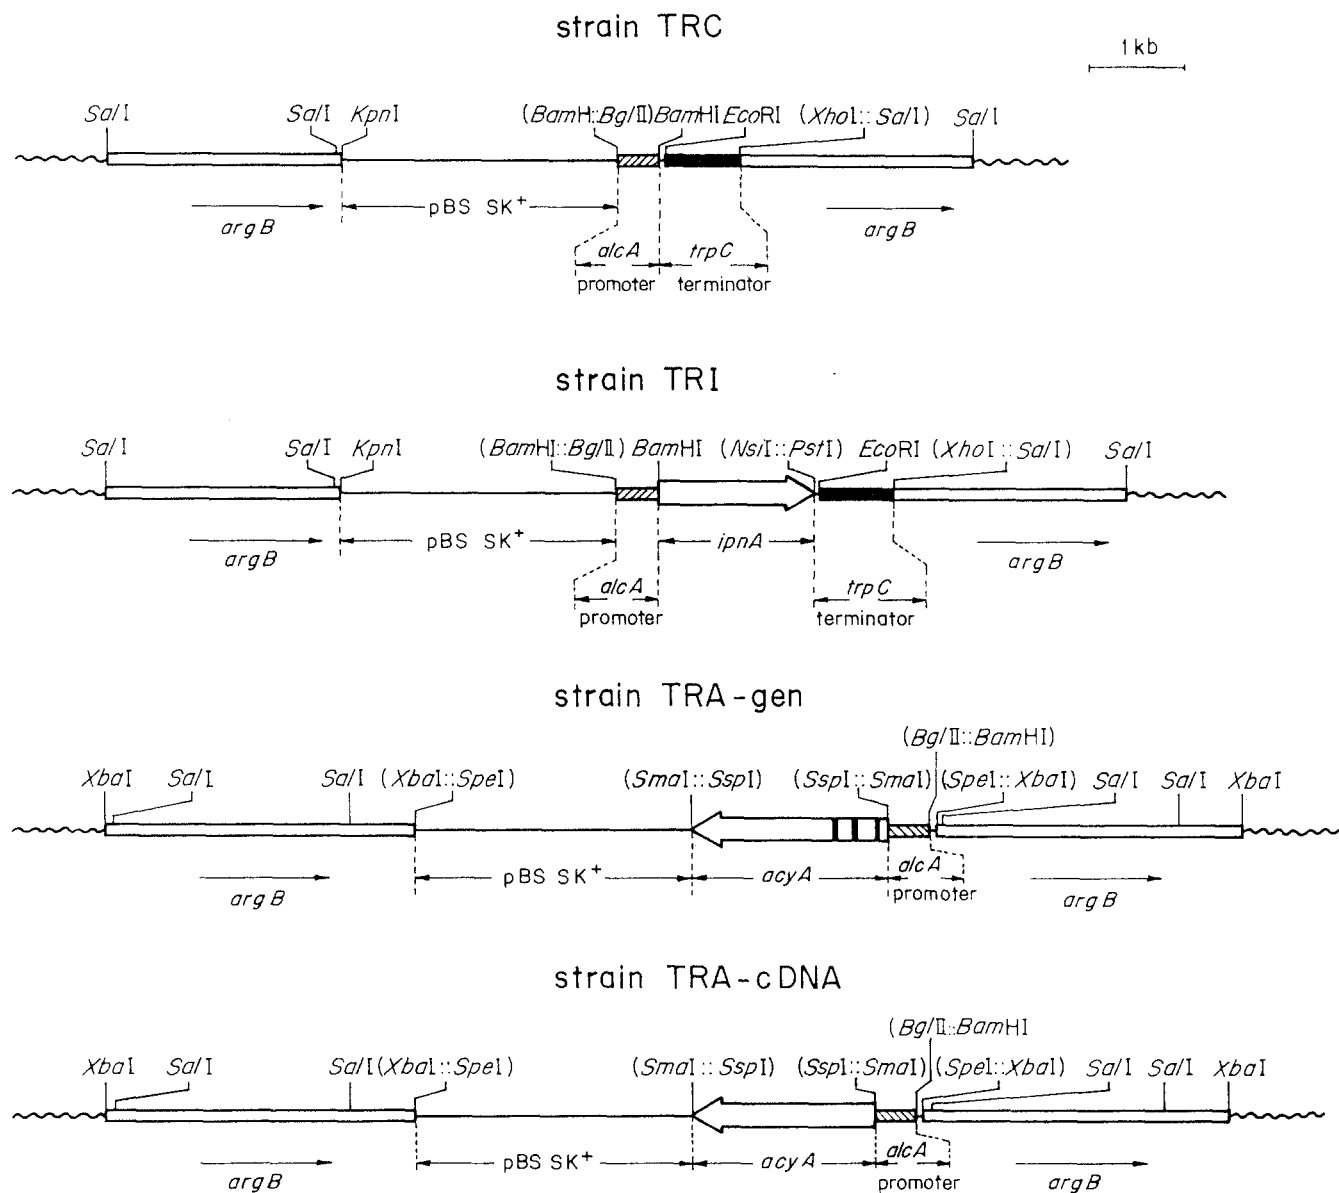 strain TRC
1kb
SalI SalI KpnI (BamH::BglII) BamHI EcoRI (XhoI::SalI) SalI
argB pBS SK+ argB
alcA trpC
promoter terminator
strain TRI
SalI SalI KpnI (BamHI::BglII) BamHI (NsiI::PstI) EcoRI (XhoI::SalI) SalI
argB pBS SK+ ipnA argB
alcA trpC
promoter terminator
strain TRA-gen
(BglII::BamHI)
XbaI SalI SalI (XbaI::SpeI) (SmaI::SspI) (SspI::SmaI) (SpeI::XbaI) SalI SalI XbaI
argB pBS SK+ acyA alcA argB
promoter
strain TRA-cDNA
(BglII::BamHI
XbaI SalI SalI (XbaI::SpeI) (SmaI::SspI) (SspI::SmaI) (SpeI::XbaI) SalI SalI XbaI
argB pBS SK+ acyA alcA argB
promoter